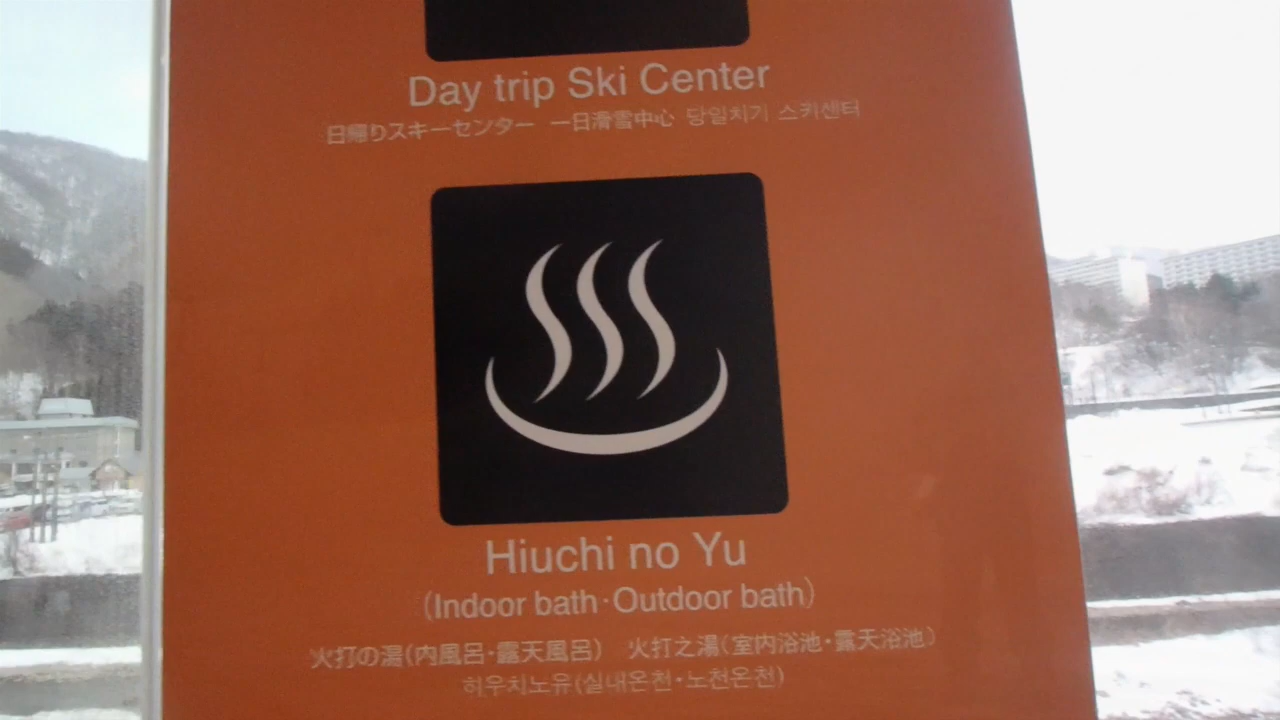 Day trip Ski Center
日帰りスキーセンター 一日滑雪中心 당일치기 스키센터
Hiuchi no Yu
(Indoor bath·Outdoor bath)
火打の湯(内風呂・露天風呂) 火打之湯(室内浴池・露天浴池)
히우치노유(실내온천・노천온천)